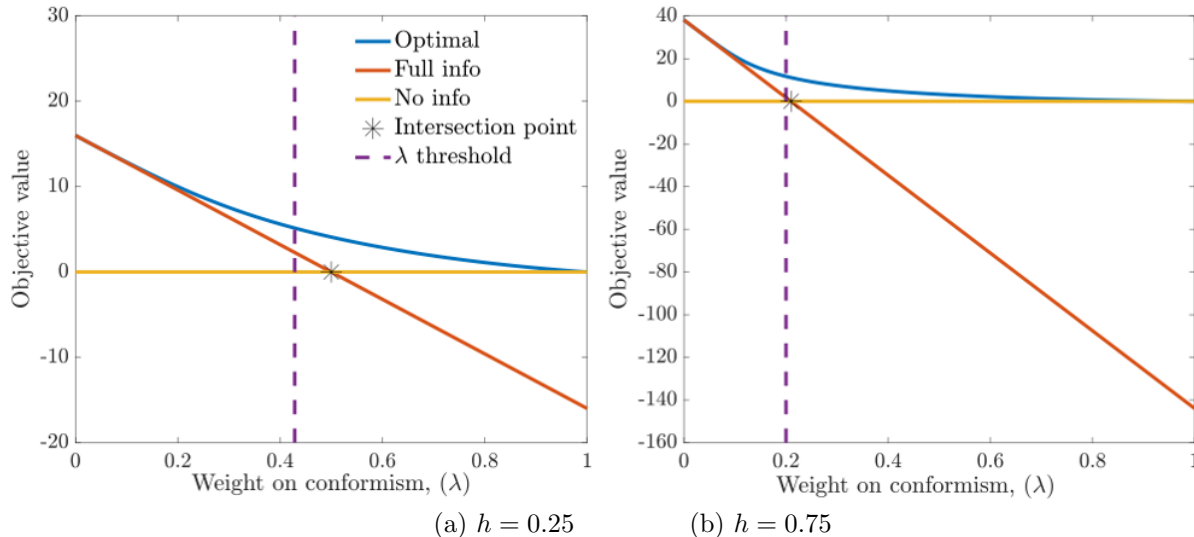 30
20
10
0
-10
-20
0
0.2
0.4
0.6
0.8
1
Objective value
Weight on conformism, (λ)
Optimal
Full info
No info
Intersection point
λ threshold
(a) h = 0.25
40
20
0
-20
-40
-60
-80
-100
-120
-140
-160
0
0.2
0.4
0.6
0.8
1
Objective value
Weight on conformism, (λ)
(b) h = 0.75